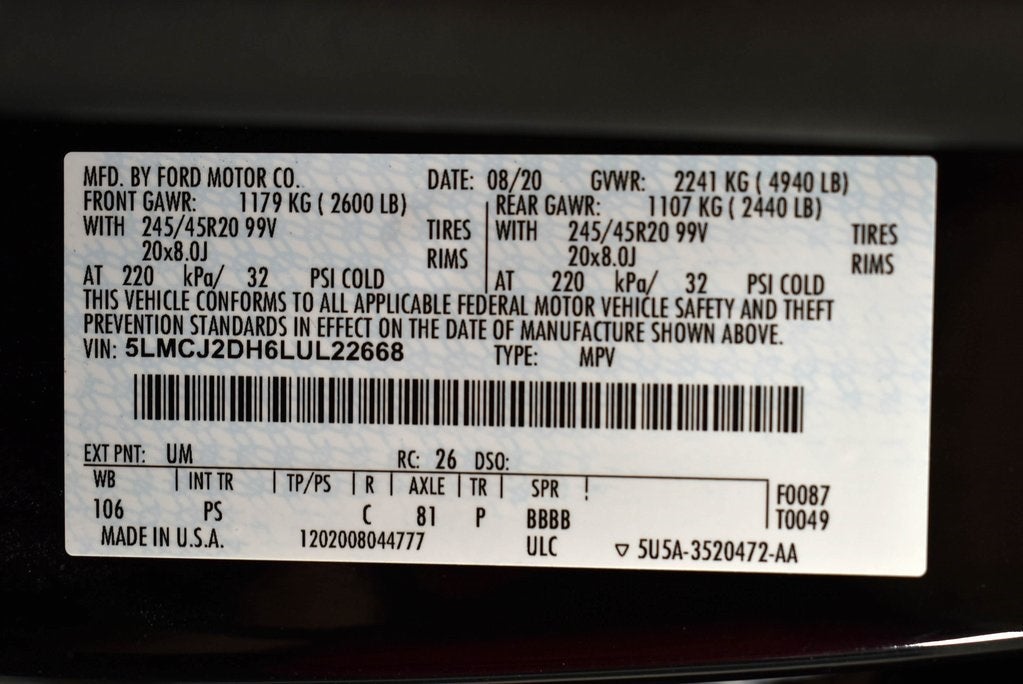 MFD. BY FORD MOTOR CO. DATE: 08/20 GVWR: 2241 KG ( 4940 LB)
FRONT GAWR: 1179 KG ( 2600 LB) REAR GAWR: 1107 KG ( 2440 LB)
WITH 245/45R20 99V TIRES WITH 245/45R20 99V TIRES
20x8.0J RIMS 20x8.0J RIMS
AT 220 kPa/ 32 PSI COLD AT 220 kPa/ 32 PSI COLD
THIS VEHICLE CONFORMS TO ALL APPLICABLE FEDERAL MOTOR VEHICLE SAFETY AND THEFT
PREVENTION STANDARDS IN EFFECT ON THE DATE OF MANUFACTURE SHOWN ABOVE.
VIN: 5LMCJ2DH6LUL22668 TYPE: MPV
EXT PNT: UM RC: 26 DSO:
WB INT TR TP/PS R AXLE TR SPR F0087
106 PS C 81 P BBBB T0049
MADE IN U.S.A. 1202008044777 ULC ▽ 5U5A-3520472-AA